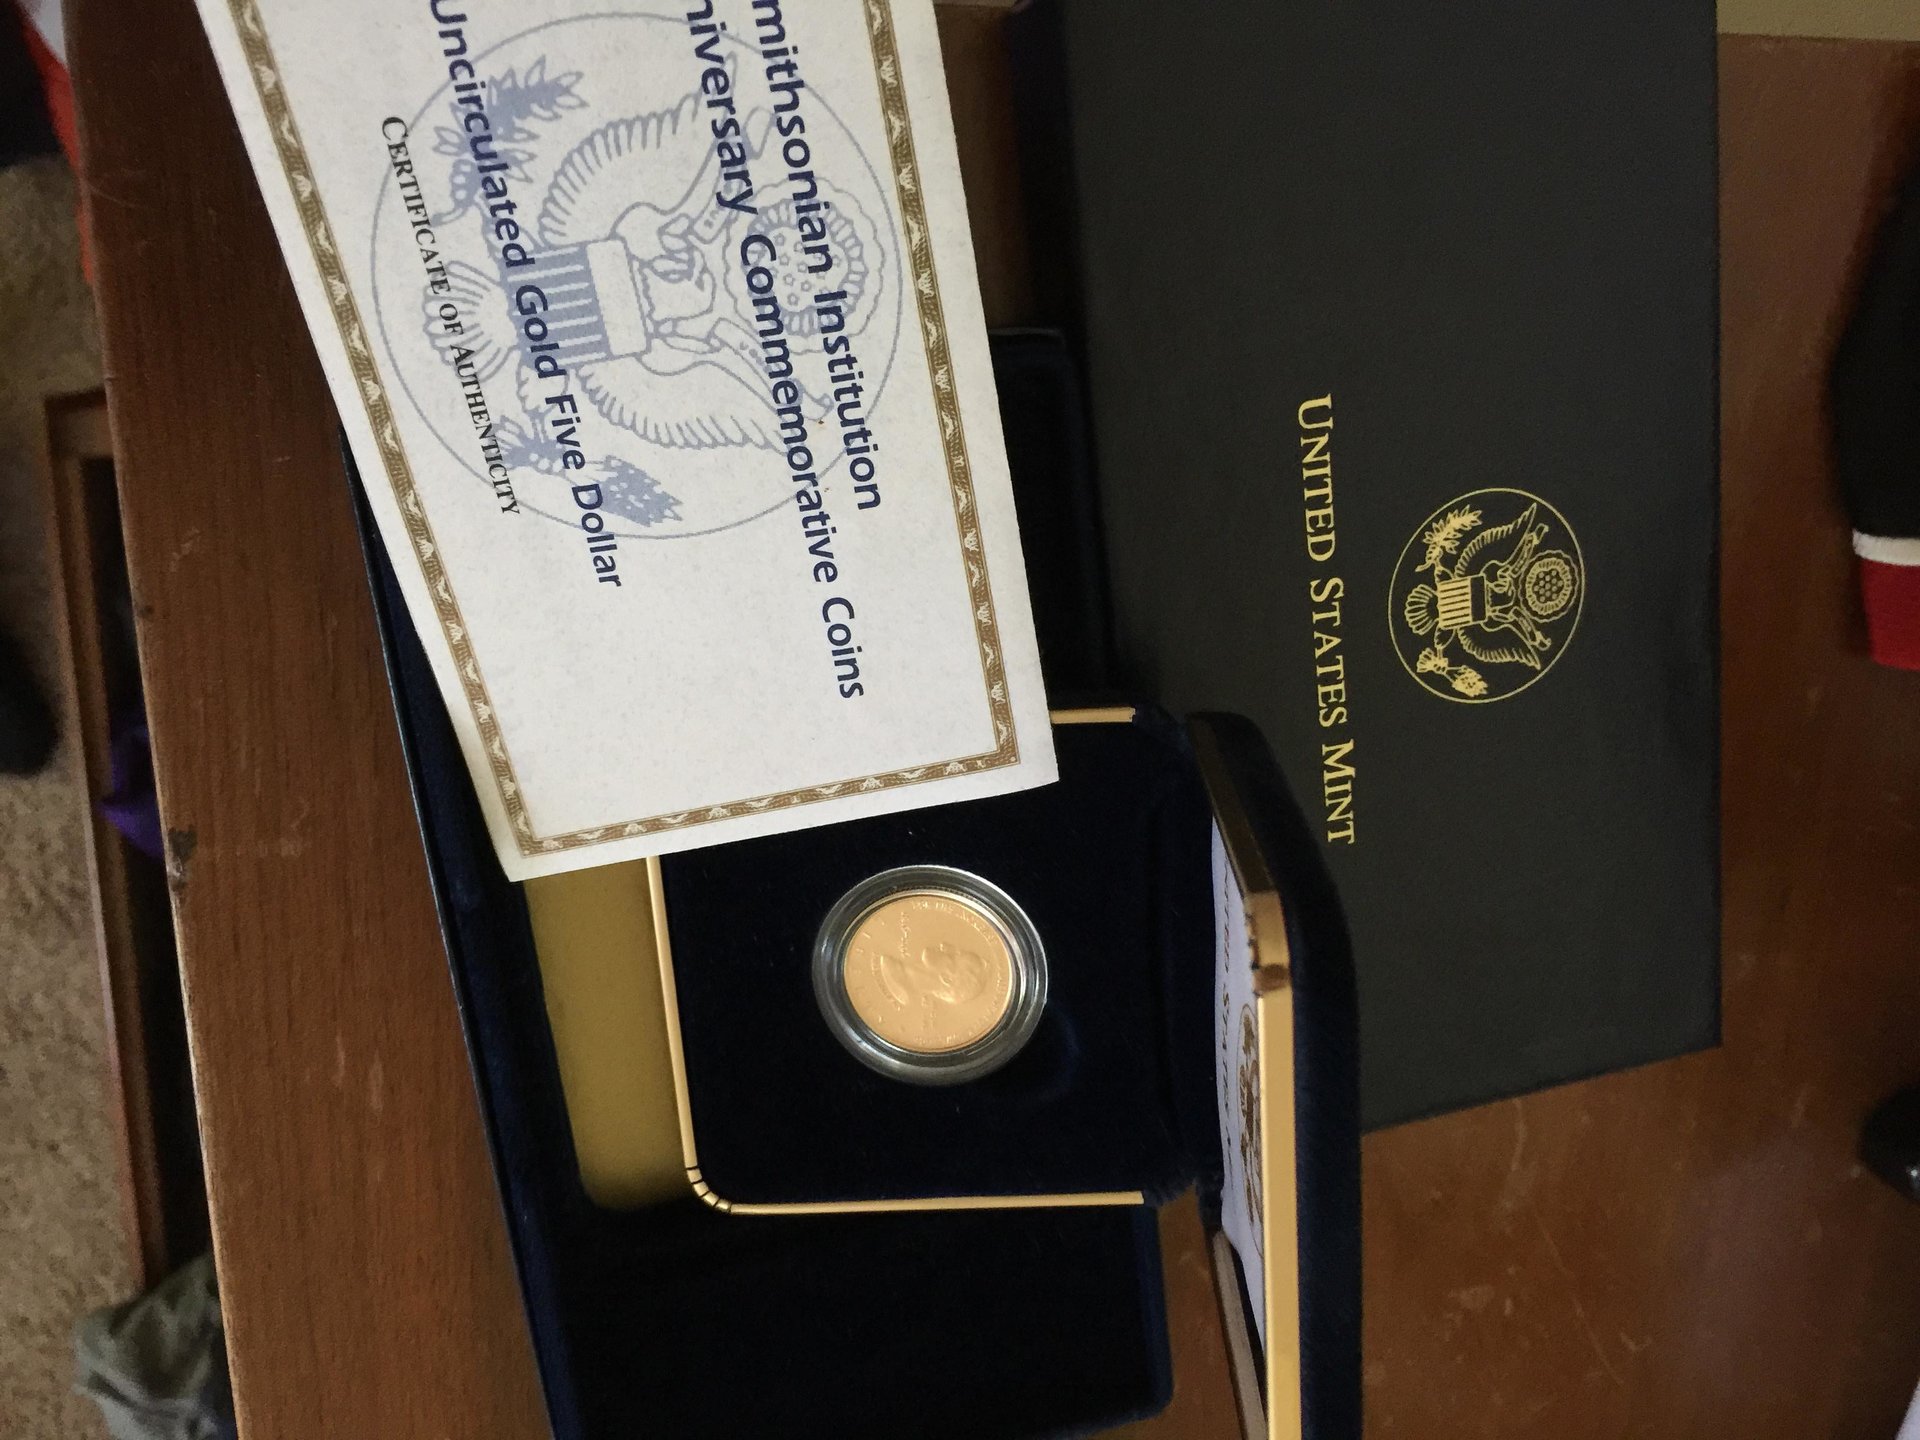 mithsonian Institution
niversary Commemorative Coins
Uncirculated Gold Five Dollar
CERTIFICATE OF AUTHENTICITY
UNITED STATES MINT